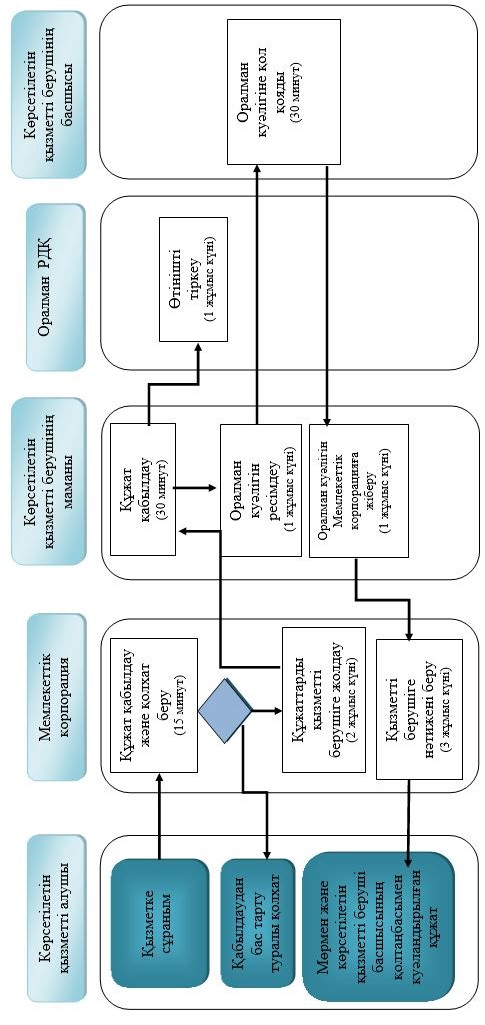 Көрсетілетін
қызметті алушы
Мемлекеттік
корпорация
Көрсетілетін
қызметті берушінің
маманы
Оралман РДҚ
Көрсетілетін
қызметті берушінің
басшысы
Қызметке
сұраным
Құжат қабылдау
және қолхат
беру
(15 минут)
Құжат
қабылдау
(30 минут)
Өтінішті
тіркеу
(1 жұмыс күні)
Қабылдаудан
бас тарту
туралы қолхат
Құжаттарды
қызметті
берушіге жолдау
(2 жұмыс күні)
Оралман
куәлігін
ресімдеу
(1 жұмыс күні)
Оралман
куәлігіне қол
қояды
(30 минут)
Оралман куәлігін
Мемлекеттік
корпорацияға
жіберу
(1 жұмыс күні)
Қызметті
берушіге
нәтижені беру
(3 жұмыс күні)
Мөрмен және
көрсетілетін
қызметті беруші
басшысының
қолтаңбасымен
куәландырылған
құжат